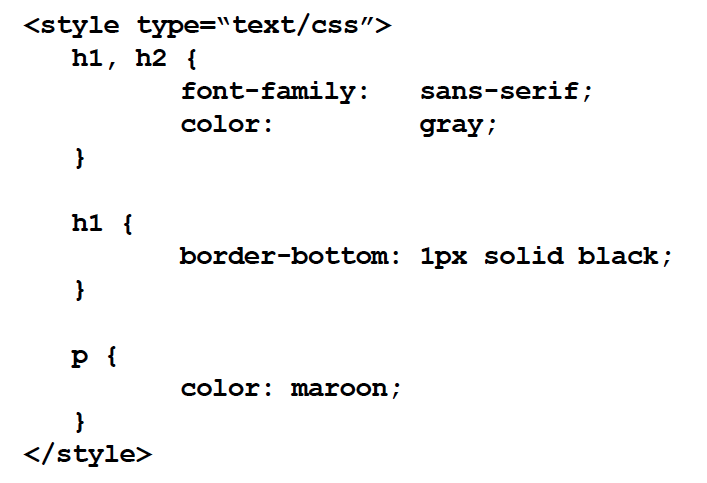 <style type=“text/css”>
h1, h2 {
font-family: sans-serif;
color: gray;
}
h1 {
border-bottom: 1px solid black;
}
p {
color: maroon;
}
</style>